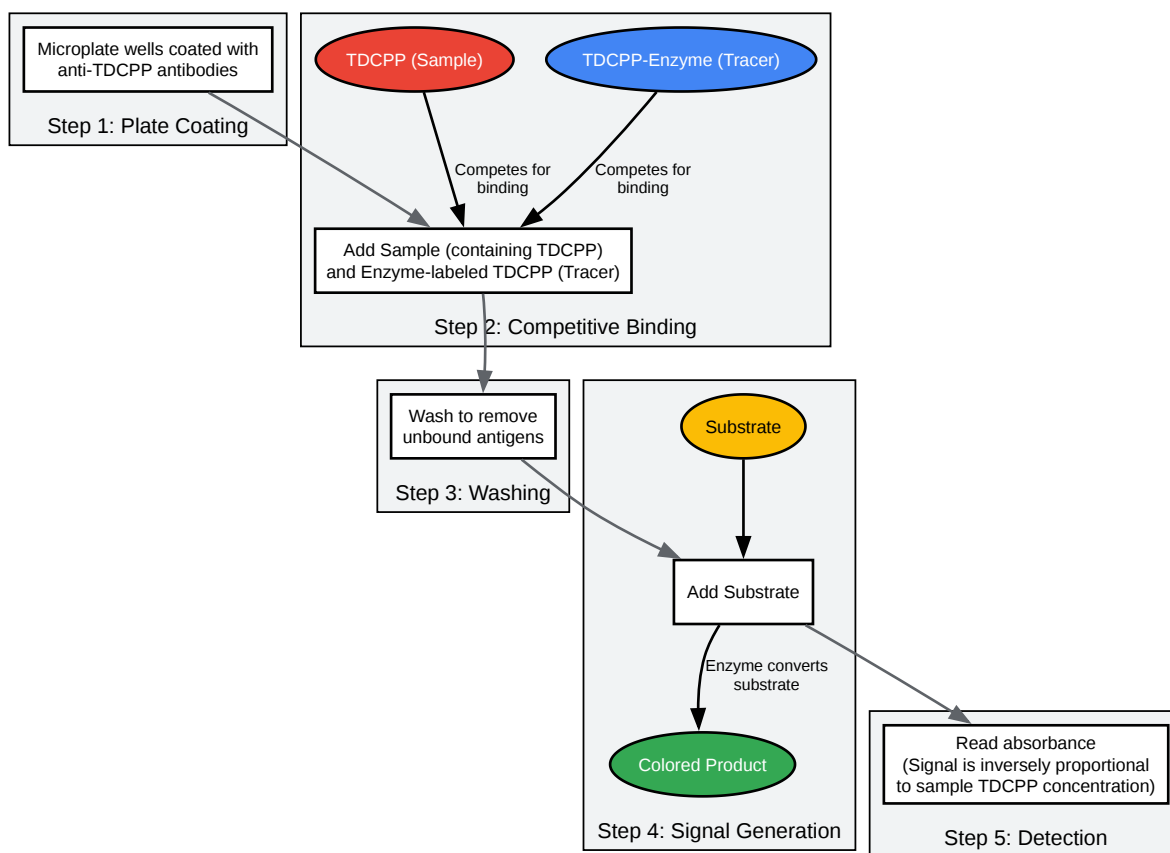 Microplate wells coated with
anti-TDCPP antibodies
Step 1: Plate Coating
TDCPP (Sample)
TDCPP-Enzyme (Tracer)
Competes for
binding
Competes for
binding
Add Sample (containing TDCPP)
and Enzyme-labeled TDCPP (Tracer)
Step 2: Competitive Binding
Wash to remove
unbound antigens
Step 3: Washing
Substrate
Add Substrate
Enzyme converts
substrate
Colored Product
Step 4: Signal Generation
Read absorbance
(Signal is inversely proportional
to sample TDCPP concentration)
Step 5: Detection